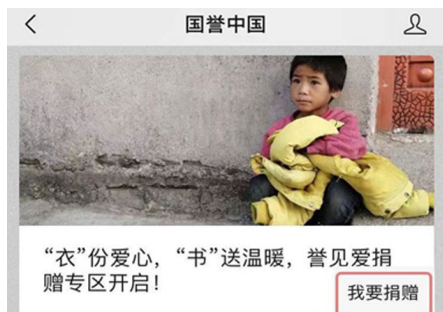 国誉中国
“衣”份爱心，“书”送温暖，誉见爱捐
赠专区开启！
我要捐赠